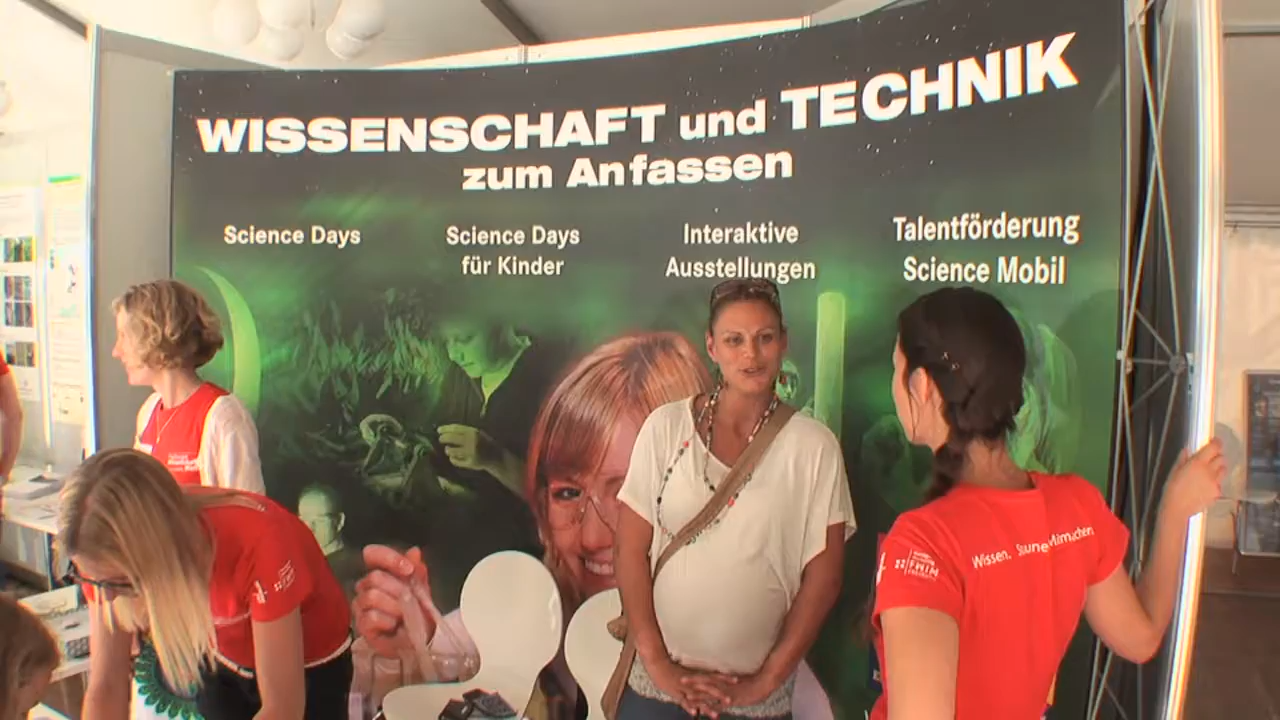 WISSENSCHAFT und TECHNIK
zum Anfassen
Science Days
Science Days
für Kinder
Interaktive
Ausstellungen
Talentförderung
Science Mobil
Wissen. Staunen. Mitmachen
FWTM